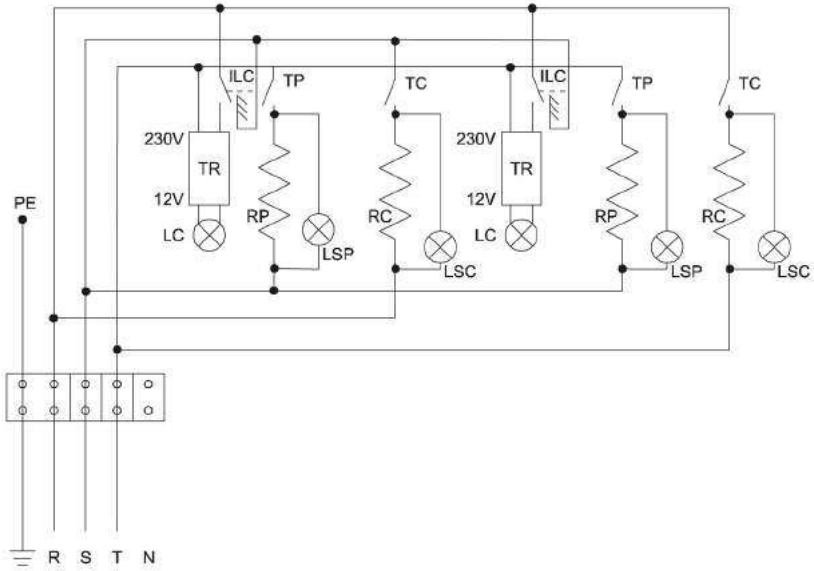 ILC TP TC ILC TP TC
230V 230V
TR TR
12V 12V
PE RP RC RP RC
LC LC
LSP LSC LSP LSC
R S T N